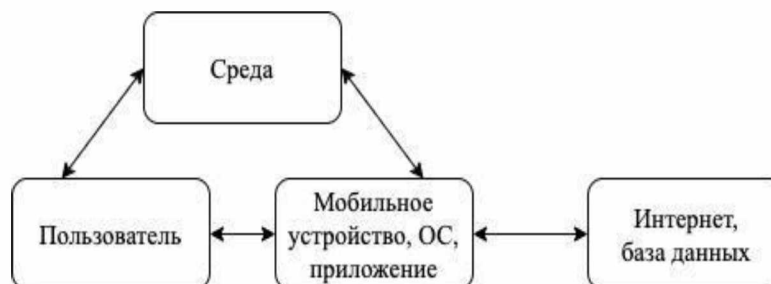 Среда
Пользователь
Мобильное
устройство, ОС,
приложение
Интернет,
база данных